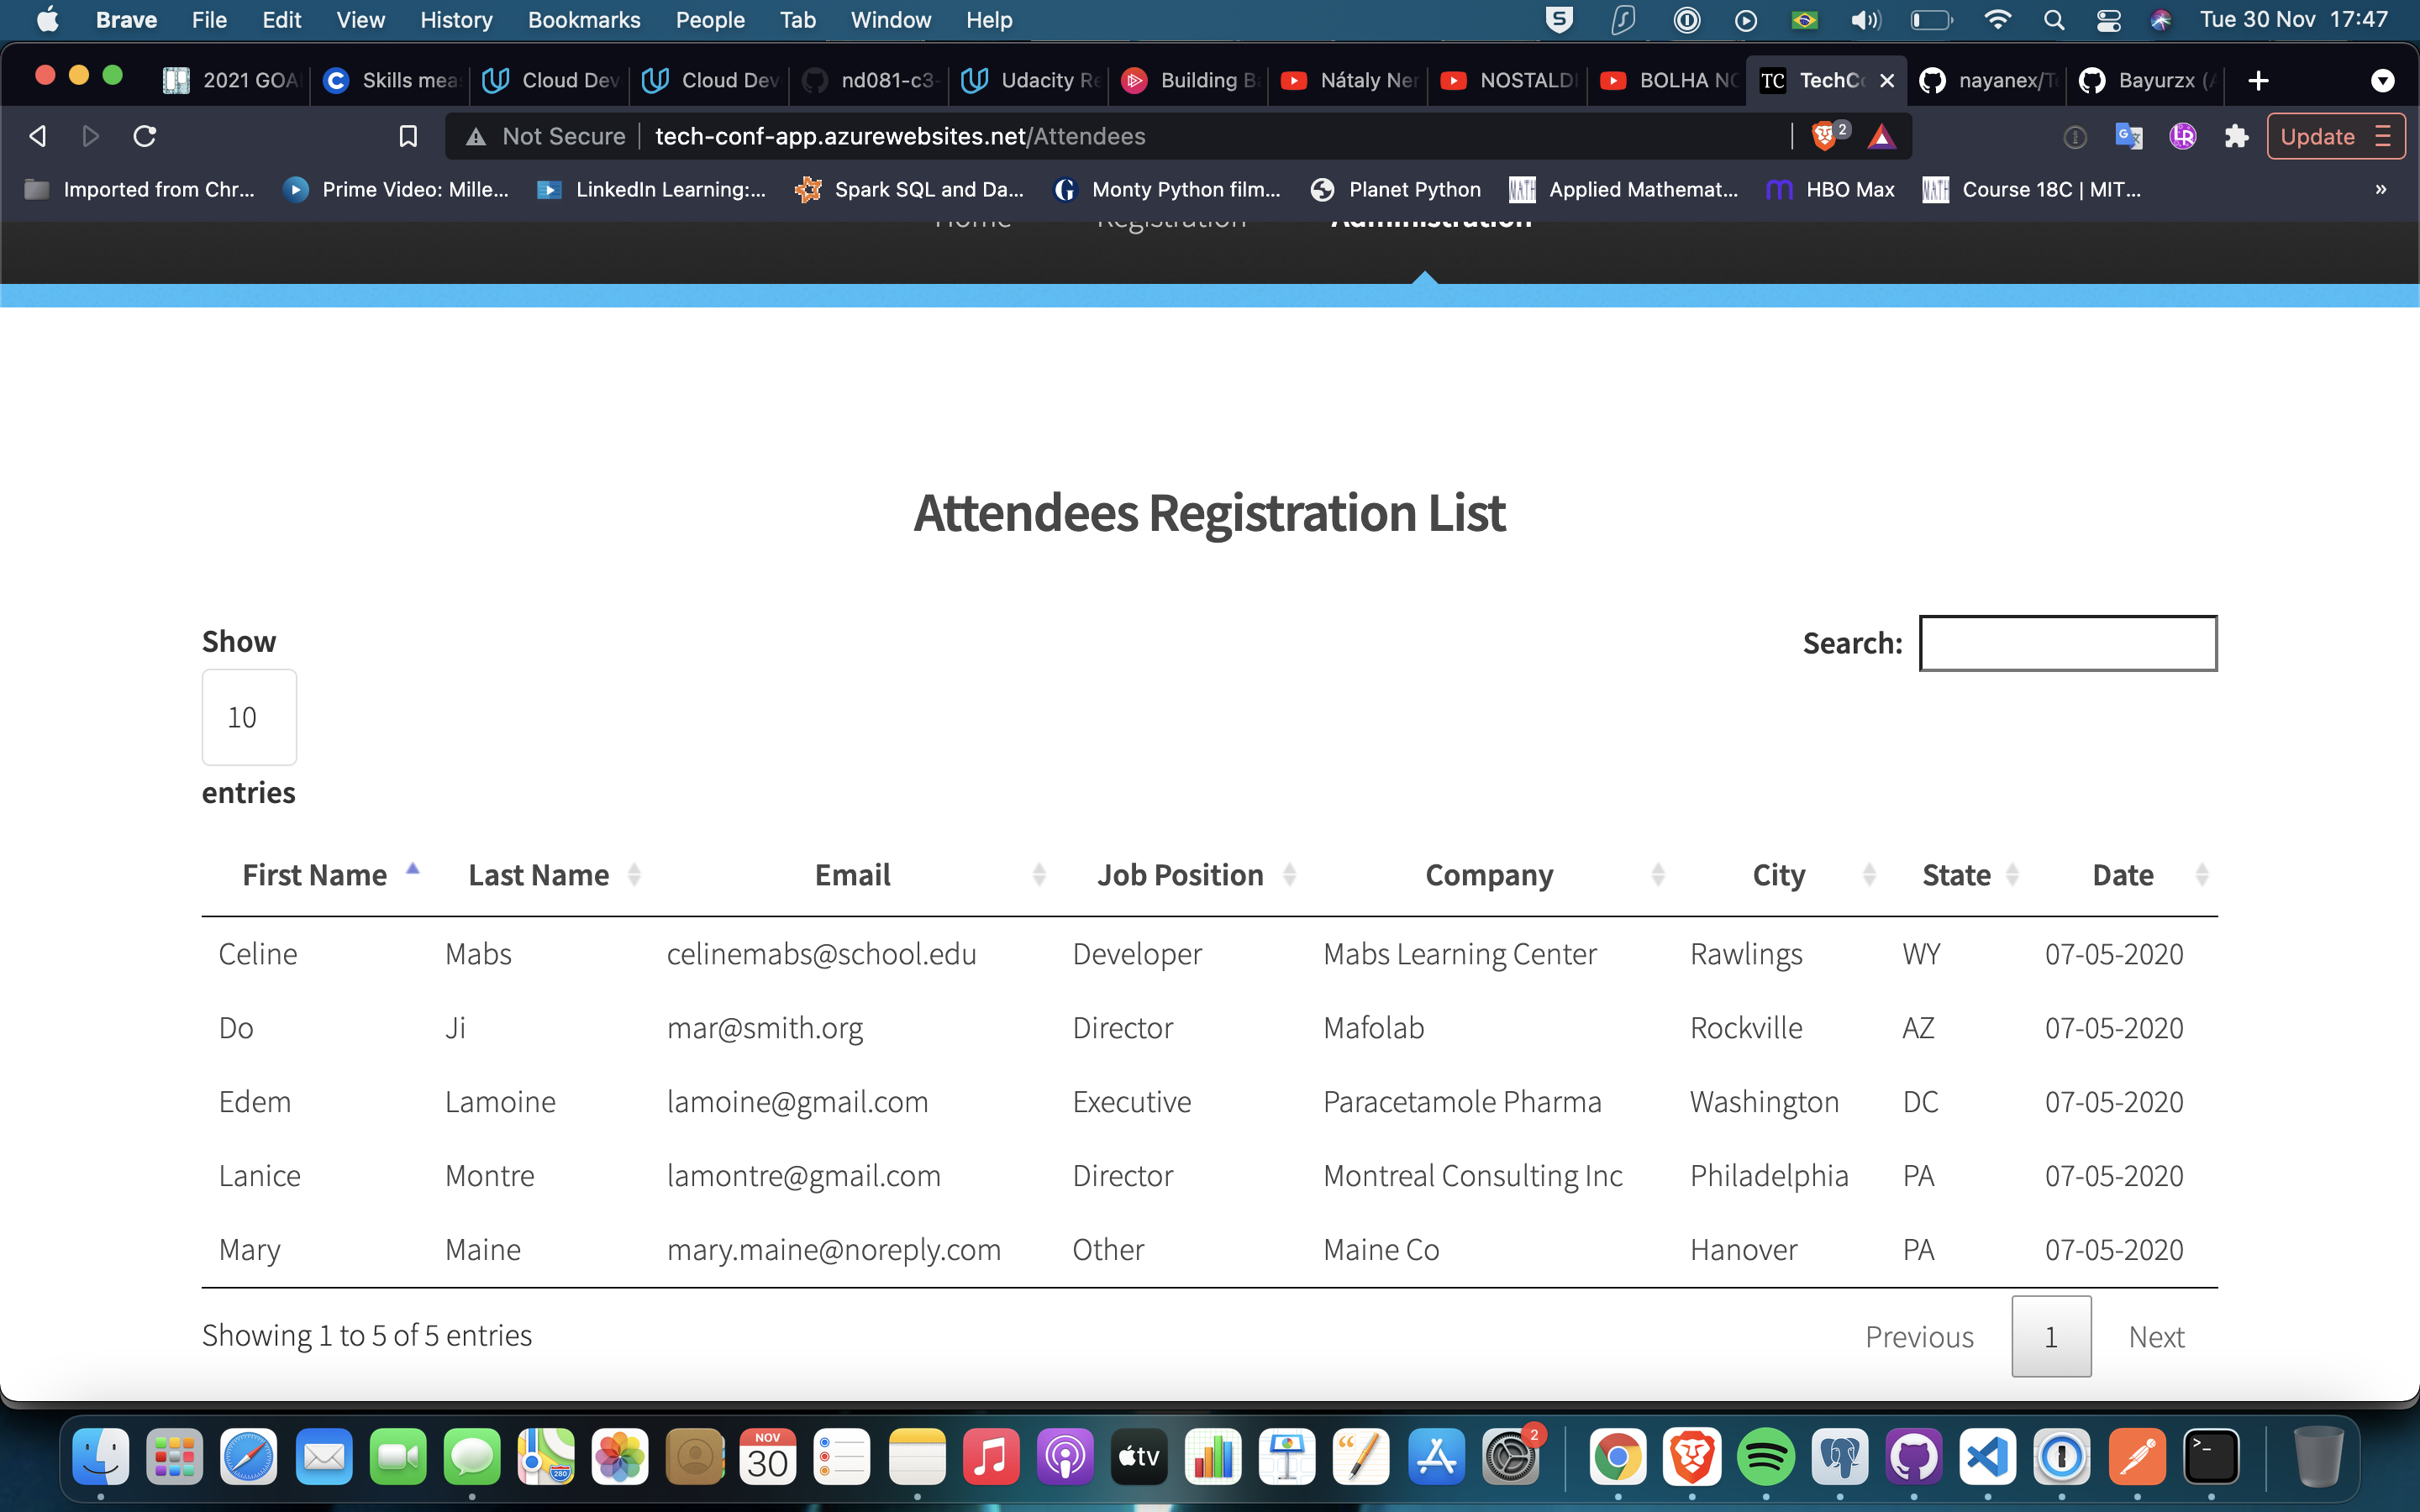 Brave File Edit View History Bookmarks People Tab Window Help Tue 30 Nov 17:47
2021 GOA Skills mea Cloud Dev Cloud Dev nd081-c3- Udacity Re Building B Nátaly Ner NOSTALD BOLHA NO TechCo nayanex/T Bayurzx (
Not Secure tech-conf-app.azurewebsites.net/Attendees 2 Update
Imported from Chr... Prime Video: Mille... LinkedIn Learning:... Spark SQL and Da... Monty Python film... Planet Python Applied Mathemat... HBO Max Course 18C | MIT... »
Home Registration Administration
Attendees Registration List
Show
Search:
10
entries
First Name Last Name Email Job Position Company City State Date
Celine Mabs celinemabs@school.edu Developer Mabs Learning Center Rawlings WY 07-05-2020
Do Ji mar@smith.org Director Mafolab Rockville AZ 07-05-2020
Edem Lamoine lamoine@gmail.com Executive Paracetamole Pharma Washington DC 07-05-2020
Lanice Montre lamontre@gmail.com Director Montreal Consulting Inc Philadelphia PA 07-05-2020
Mary Maine mary.maine@noreply.com Other Maine Co Hanover PA 07-05-2020
Showing 1 to 5 of 5 entries
Previous 1 Next
NOV
30
tv
2